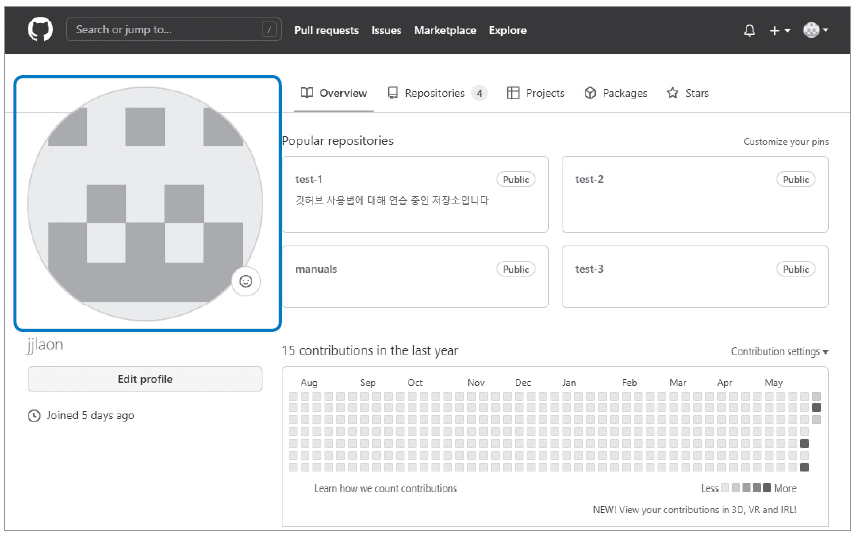 Search or jump to... /
Pull requests Issues Marketplace Explore
Overview Repositories 4 Projects Packages Stars
Popular repositories Customize your pins
test-1 Public
깃허브 사용법에 대해 연습 중인 저장소입니다
test-2 Public
manuals Public
test-3 Public
jjlaon
Edit profile
Joined 5 days ago
15 contributions in the last year Contribution settings
Aug Sep Oct Nov Dec Jan Feb Mar Apr May
Learn how we count contributions Less More
NEW! View your contributions in 3D, VR and IRL!